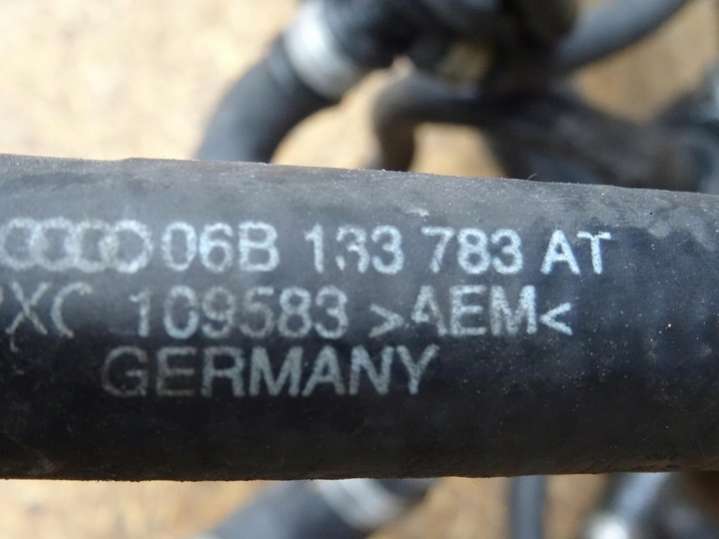 06B 133 783 AT
109583 >AEM<
GERMANY